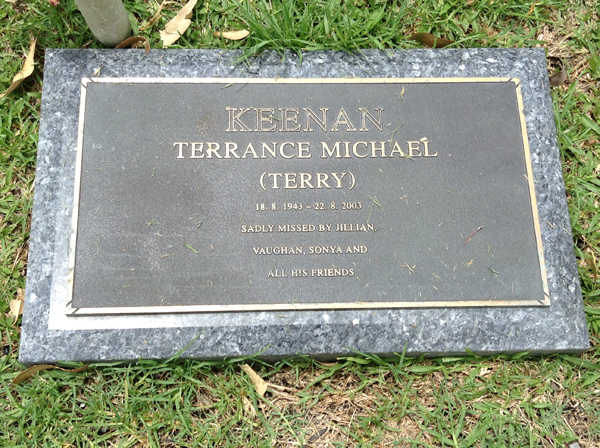 KEENAN
TERRANCE MICHAEL
(TERRY)
18. 8. 1943 – 22. 8. 2003
SADLY MISSED BY JILLIAN,
VAUGHAN, SONYA AND
ALL HIS FRIENDS